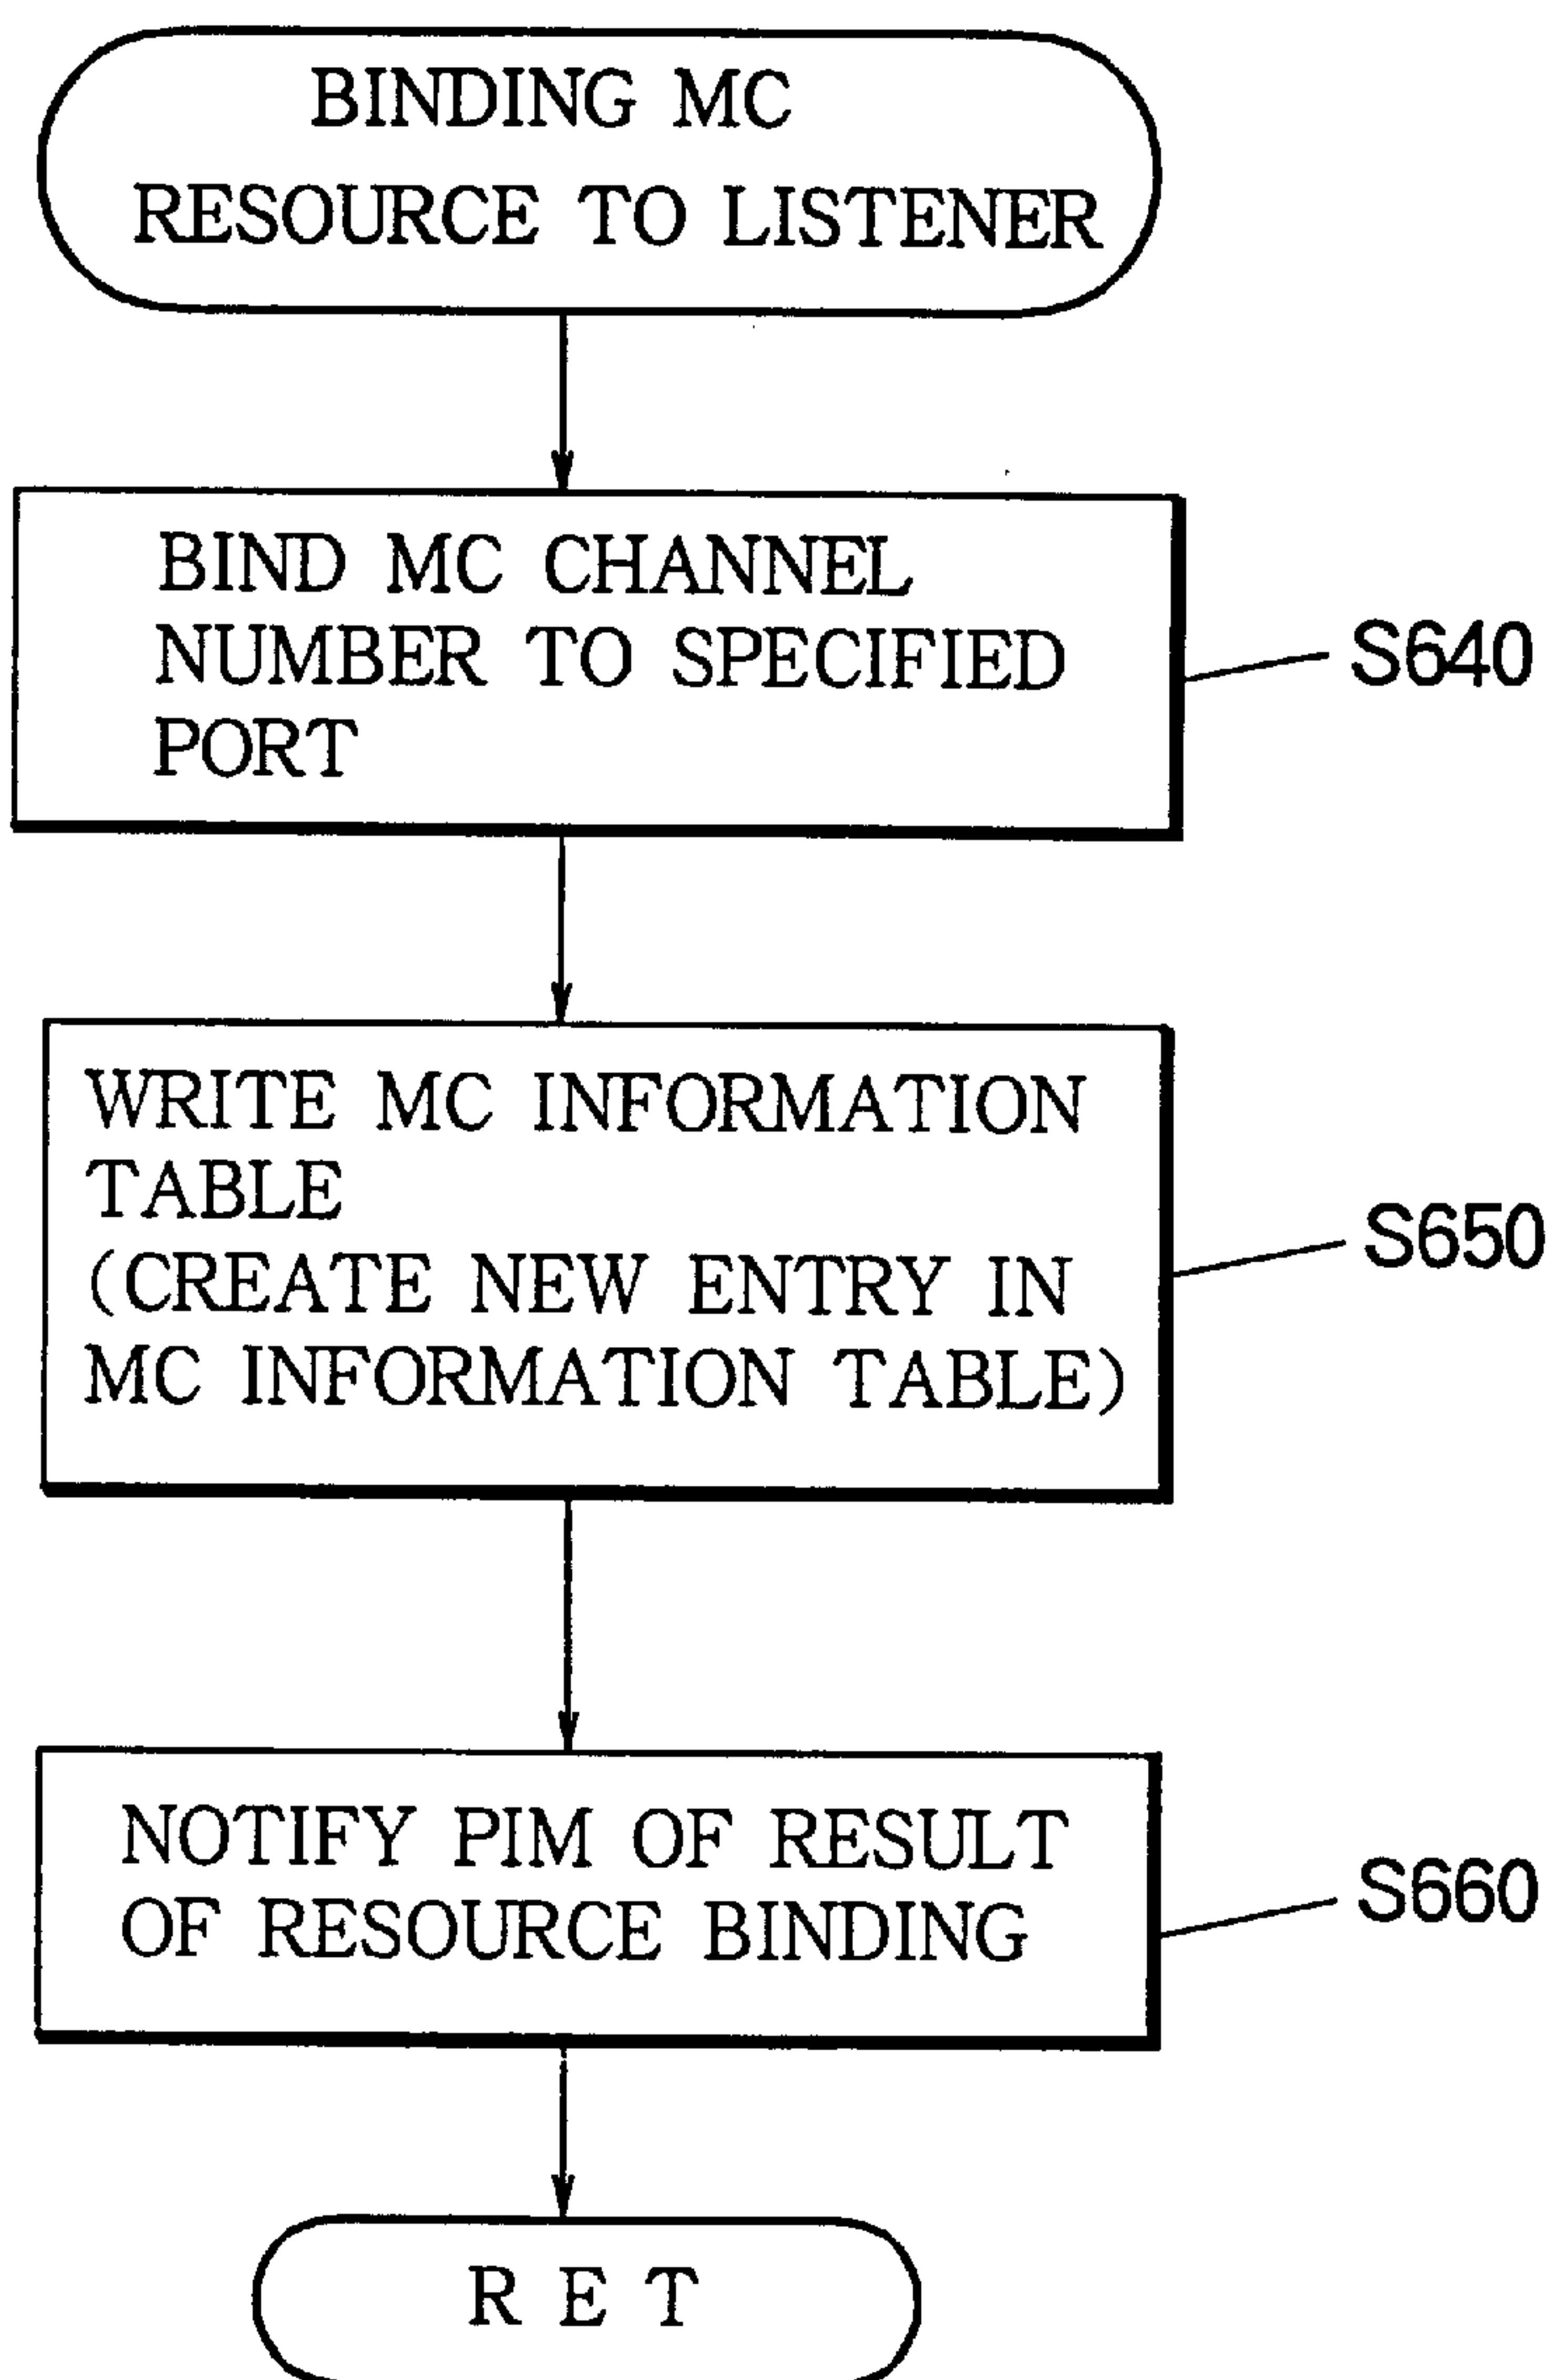 BINDING MC
RESOURCE TO LISTENER
BIND MC CHANNEL
NUMBER TO SPECIFIED
PORT
S640
WRITE MC INFORMATION
TABLE
(CREATE NEW ENTRY IN
MC INFORMATION TABLE)
S650
NOTIFY PIM OF RESULT
OF RESOURCE BINDING
S660
R E T